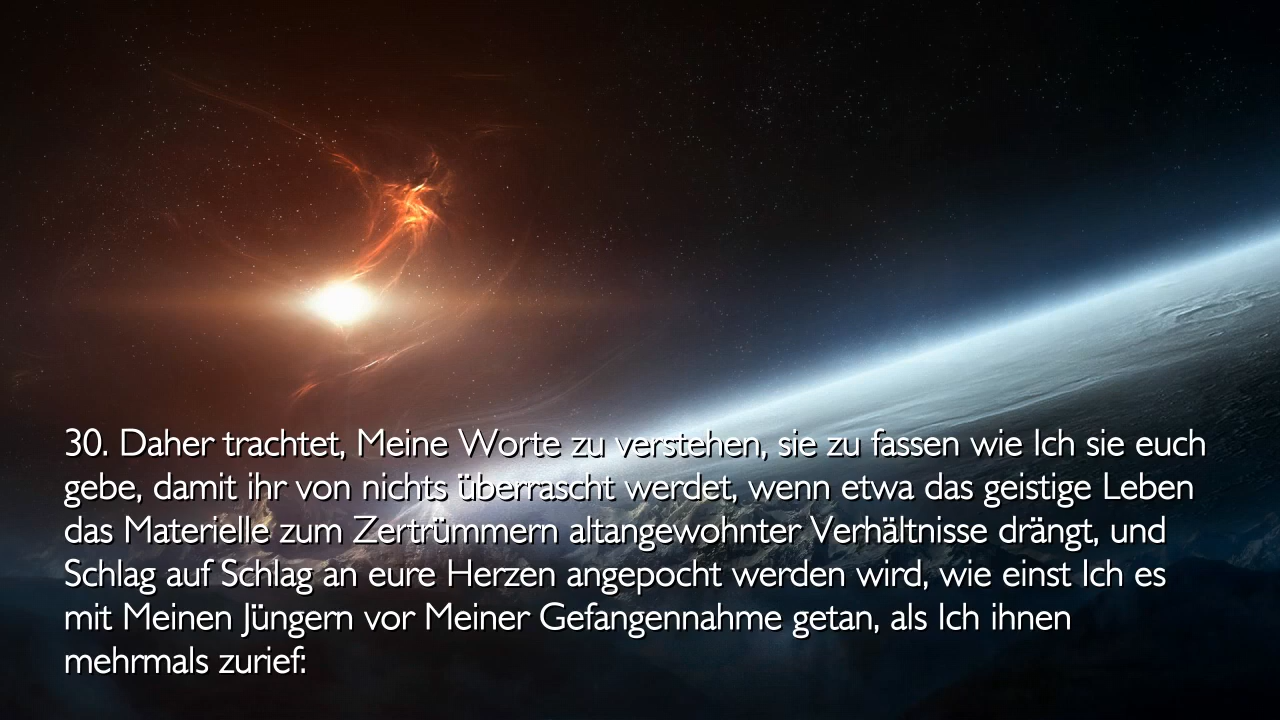 30. Daher trachtet, Meine Worte zu verstehen, sie zu fassen wie Ich sie euch
gebe, damit ihr von nichts überrascht werdet, wenn etwa das geistige Leben
das Materielle zum Zertrümmern altangewohnter Verhältnisse drängt, und
Schlag auf Schlag an eure Herzen angepocht werden wird, wie einst Ich es
mit Meinen Jüngern vor Meiner Gefangennahme getan, als Ich ihnen
mehrmals zurief: